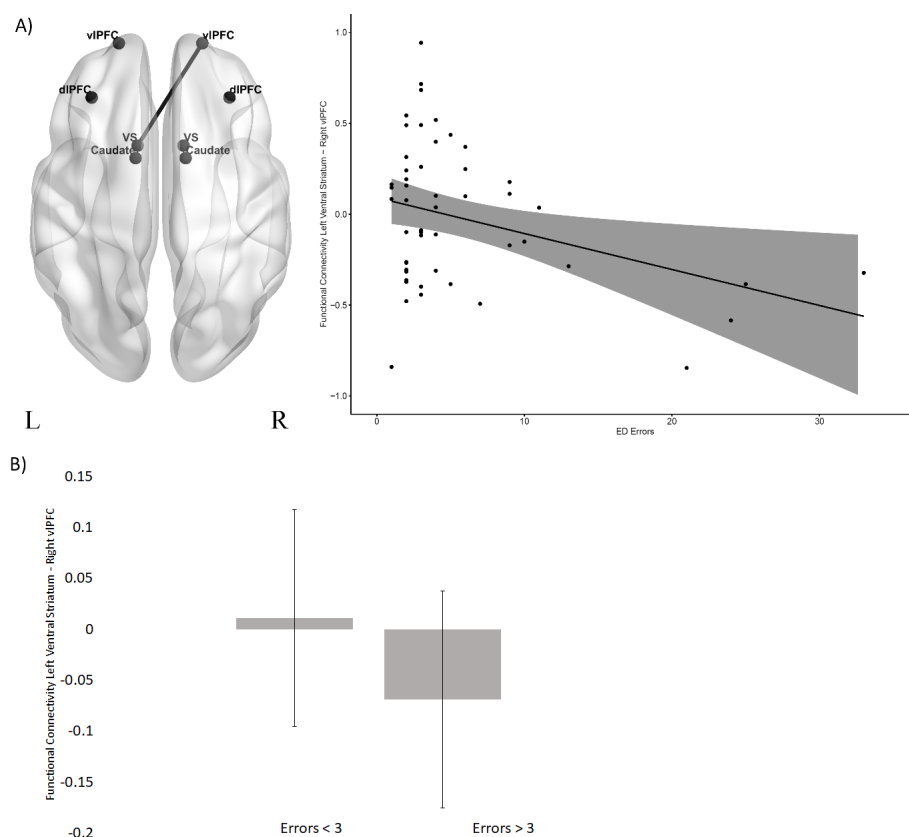 A)
vlPFC vlPFC
dlPFC dlPFC
VS VS
Caudate Caudate
L R
Functional Connectivity Left Ventral Striatum – Right vlPFC
1.0
0.5
0.0
−0.5
−1.0
0 10 20 30
ED Errors
B)
Functional Connectivity Left Ventral Striatum – Right vlPFC
0.15
0.1
0.05
0
-0.05
-0.1
-0.15
-0.2
Errors < 3 Errors > 3